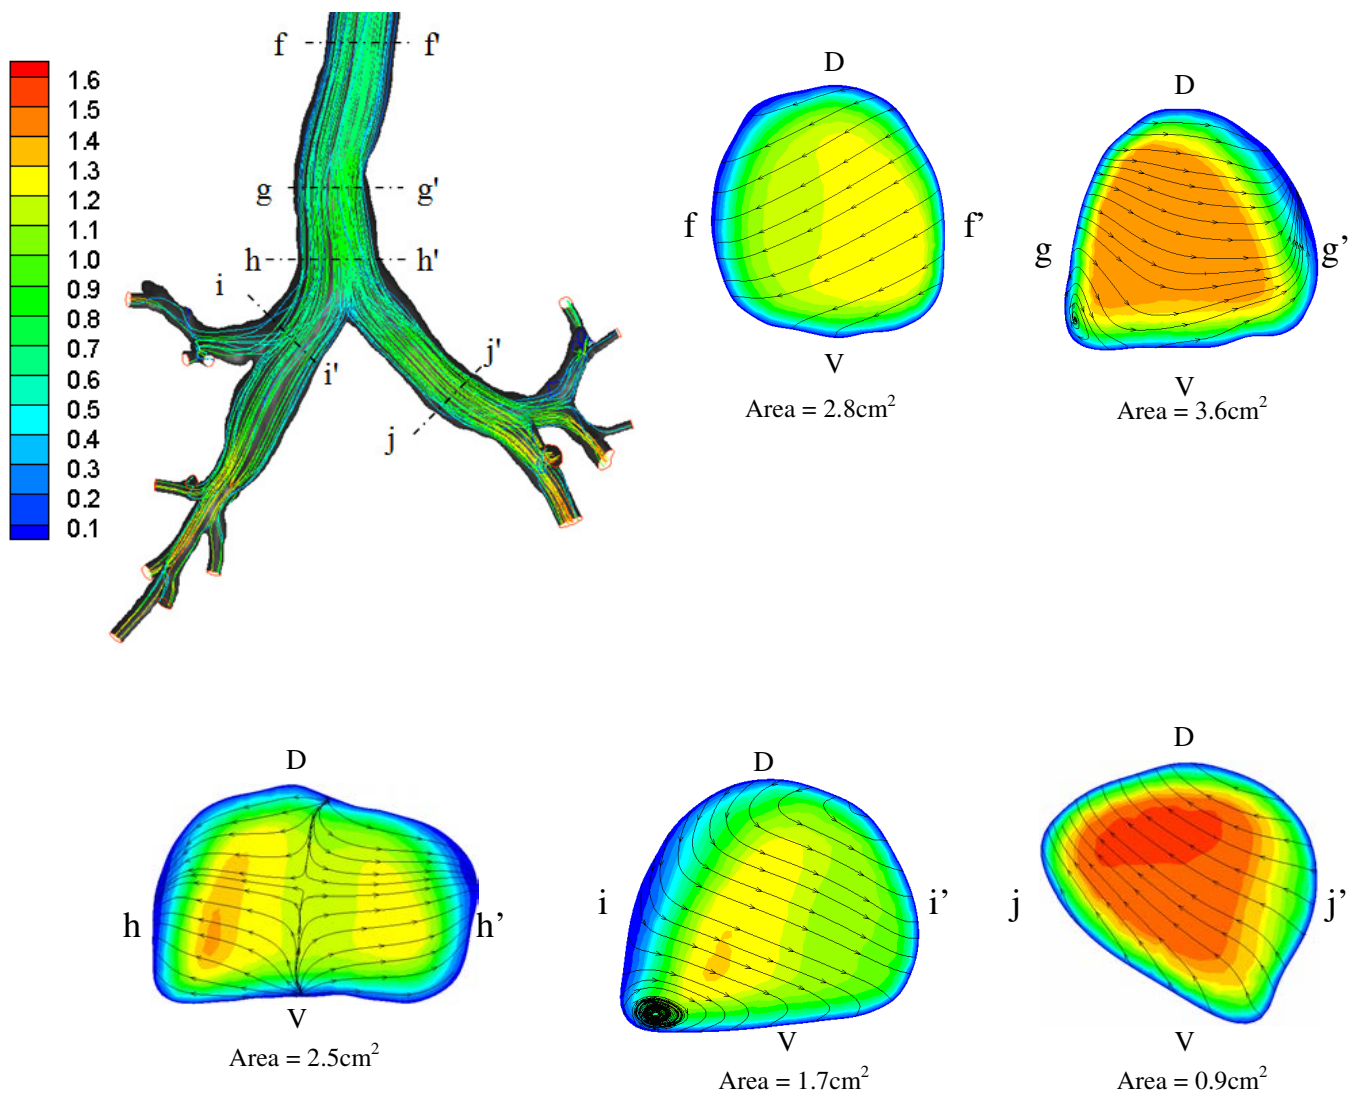 f f'
1.6
1.5
1.4
1.3
1.2
1.1
1.0
0.9
0.8
0.7
0.6
0.5
0.4
0.3
0.2
0.1
g g'
h h'
i
i'
j'
j
D
f f’
V
Area = 2.8cm²
D
g g’
V
Area = 3.6cm²
D
h h’
V
Area = 2.5cm²
D
i i’
V
Area = 1.7cm²
D
j j’
V
Area = 0.9cm²